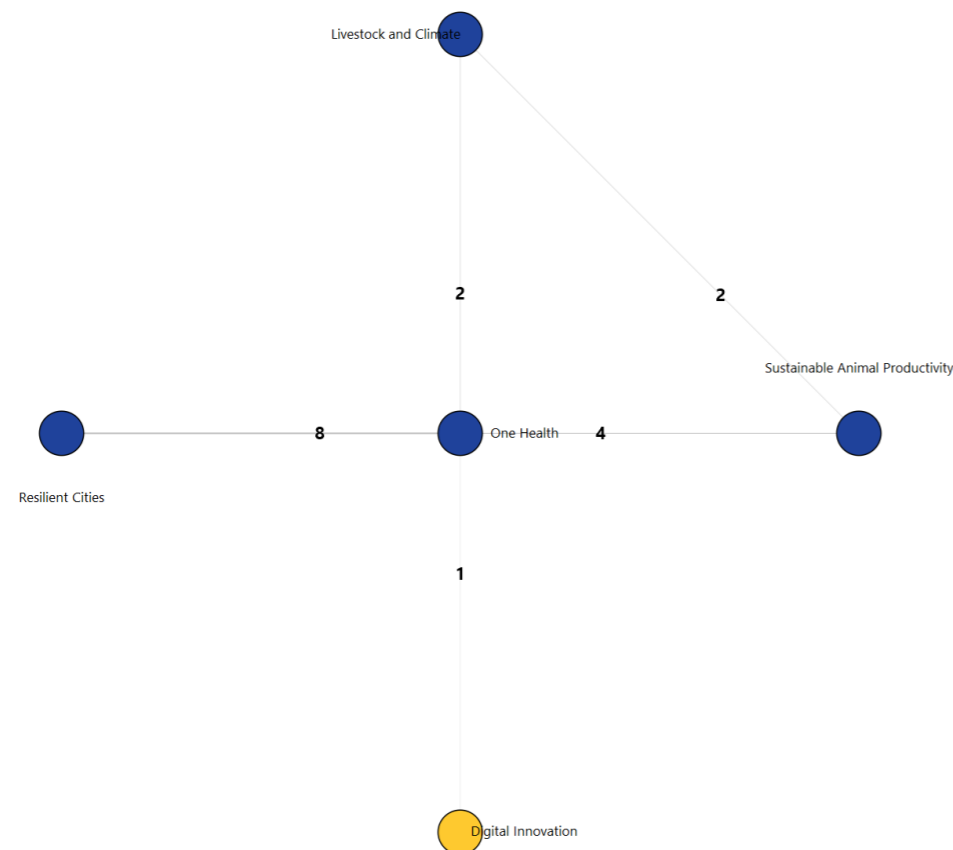 Livestock and Climate
2
2
Sustainable Animal Productivity
8
One Health
4
Resilient Cities
1
Digital Innovation